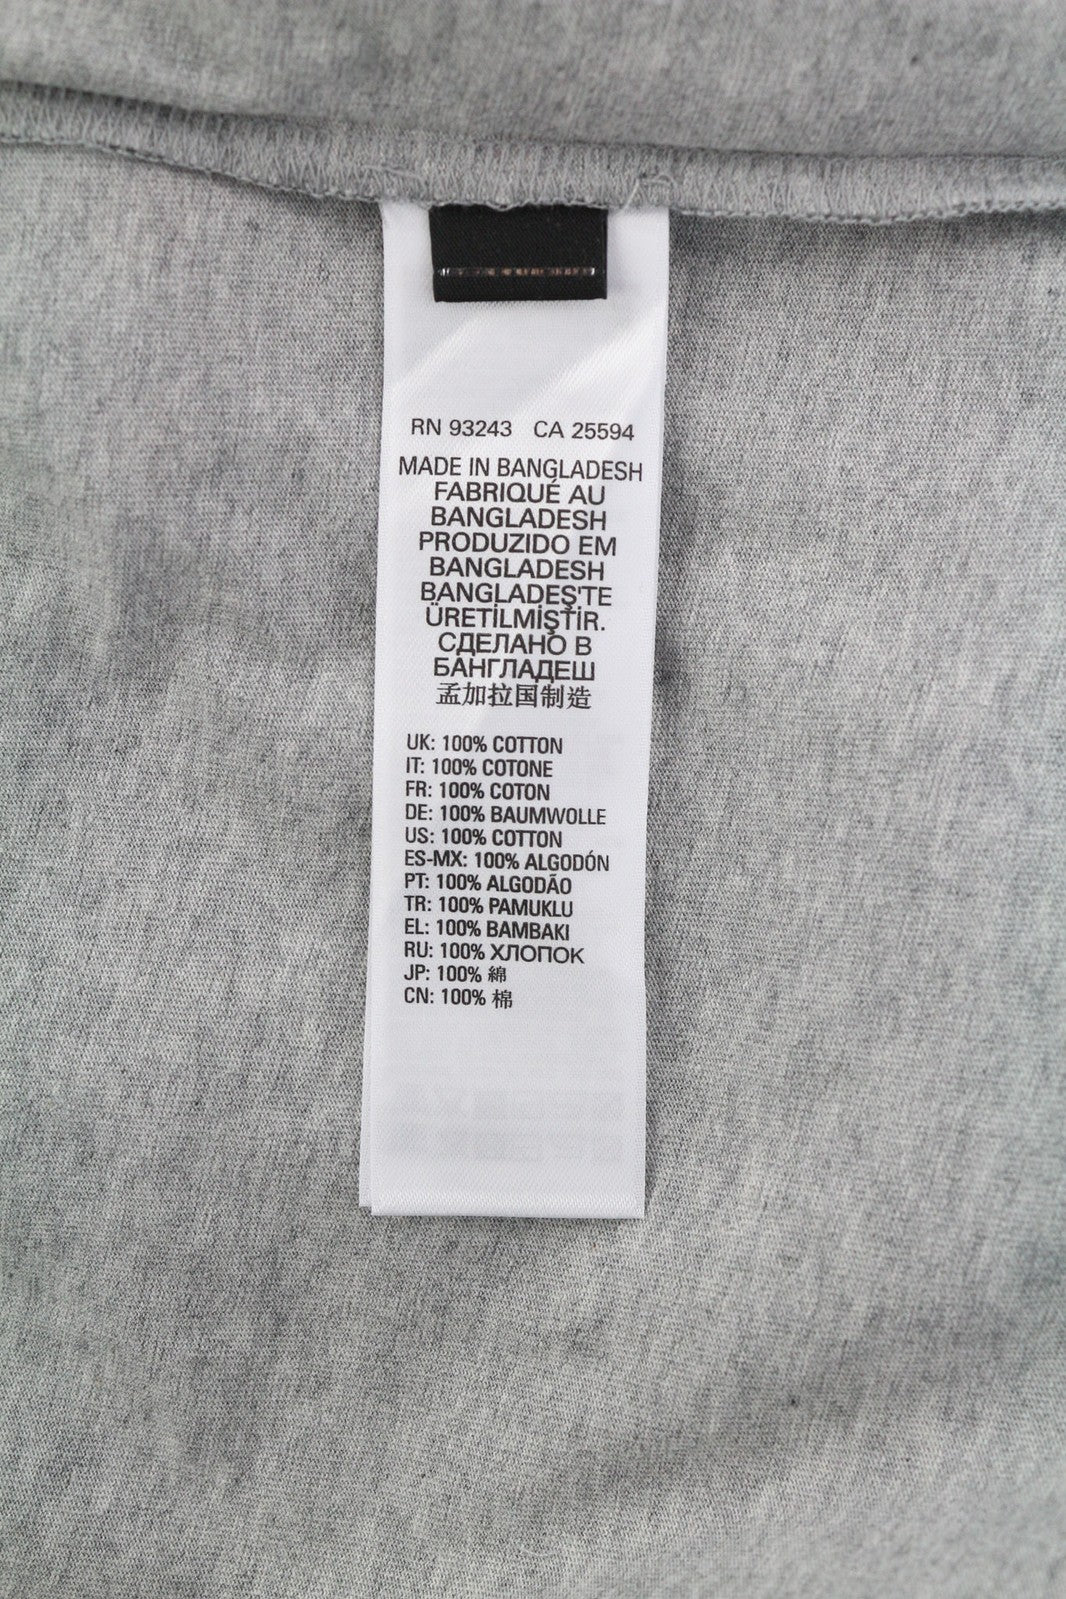 RN 93243 CA 25594
MADE IN BANGLADESH
FABRIQUÉ AU
BANGLADESH
PRODUZIDO EM
BANGLADESH
BANGLADEŞ'TE
ÜRETİLMİŞTİR.
СДЕЛАНО В
БАНГЛАДЕШ
孟加拉国制造
UK: 100% COTTON
IT: 100% COTONE
FR: 100% COTON
DE: 100% BAUMWOLLE
US: 100% COTTON
ES-MX: 100% ALGODÓN
PT: 100% ALGODÃO
TR: 100% PAMUKLU
EL: 100% BAMBAKI
RU: 100% ХЛОПОК
JP: 100% 綿
CN: 100% 棉